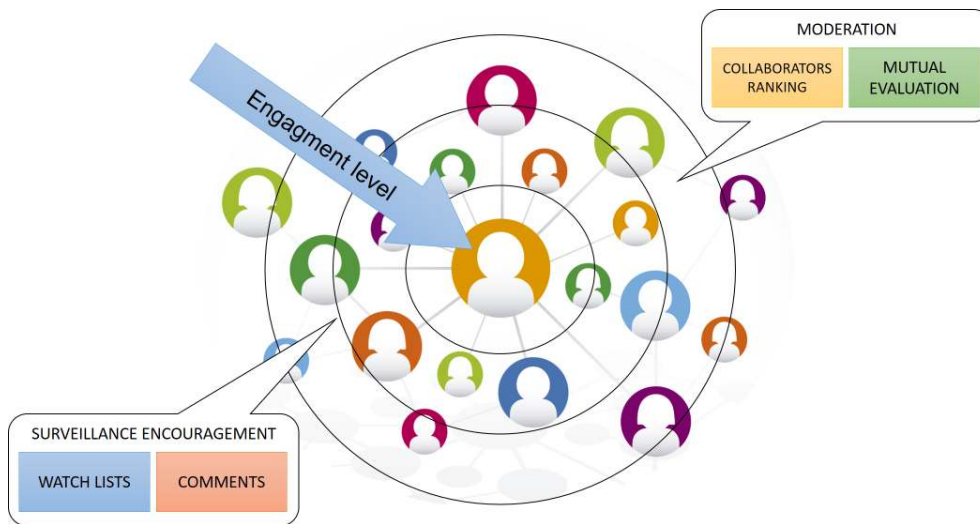 MODERATION
COLLABORATORS
RANKING
MUTUAL
EVALUATION
Engagment level
SURVEILLANCE ENCOURAGEMENT
WATCH LISTS
COMMENTS